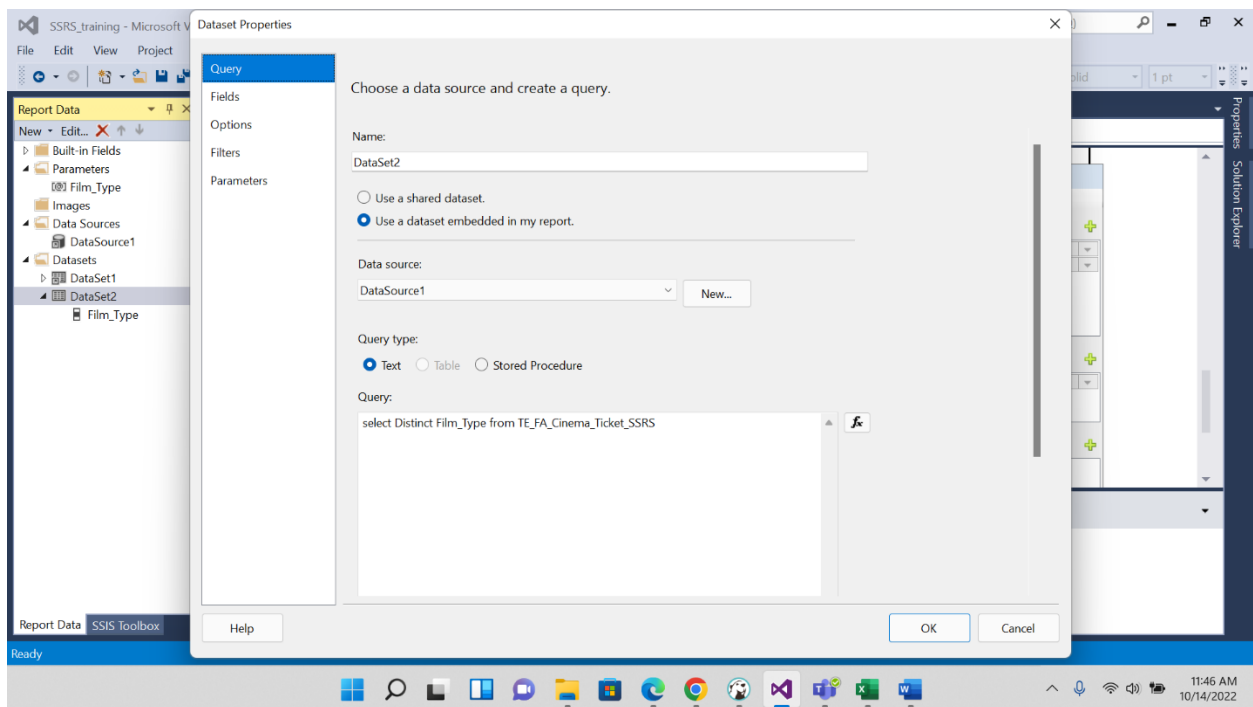 SSRS_training - Microsoft V
Dataset Properties
File Edit View Project
Report Data
New Edit...
Built-in Fields
Parameters
[@] Film_Type
Images
Data Sources
DataSource1
Datasets
DataSet1
DataSet2
Film_Type
Report Data SSIS Toolbox
Ready
Query
Fields
Options
Filters
Parameters
Choose a data source and create a query.
Name:
DataSet2
Use a shared dataset.
Use a dataset embedded in my report.
Data source:
DataSource1
New...
Query type:
Text Table Stored Procedure
Query:
select Distinct Film_Type from TE_FA_Cinema_Ticket_SSRS
fx
Help
OK Cancel
olid 1 pt
Properties
Solution Explorer
11:46 AM
10/14/2022